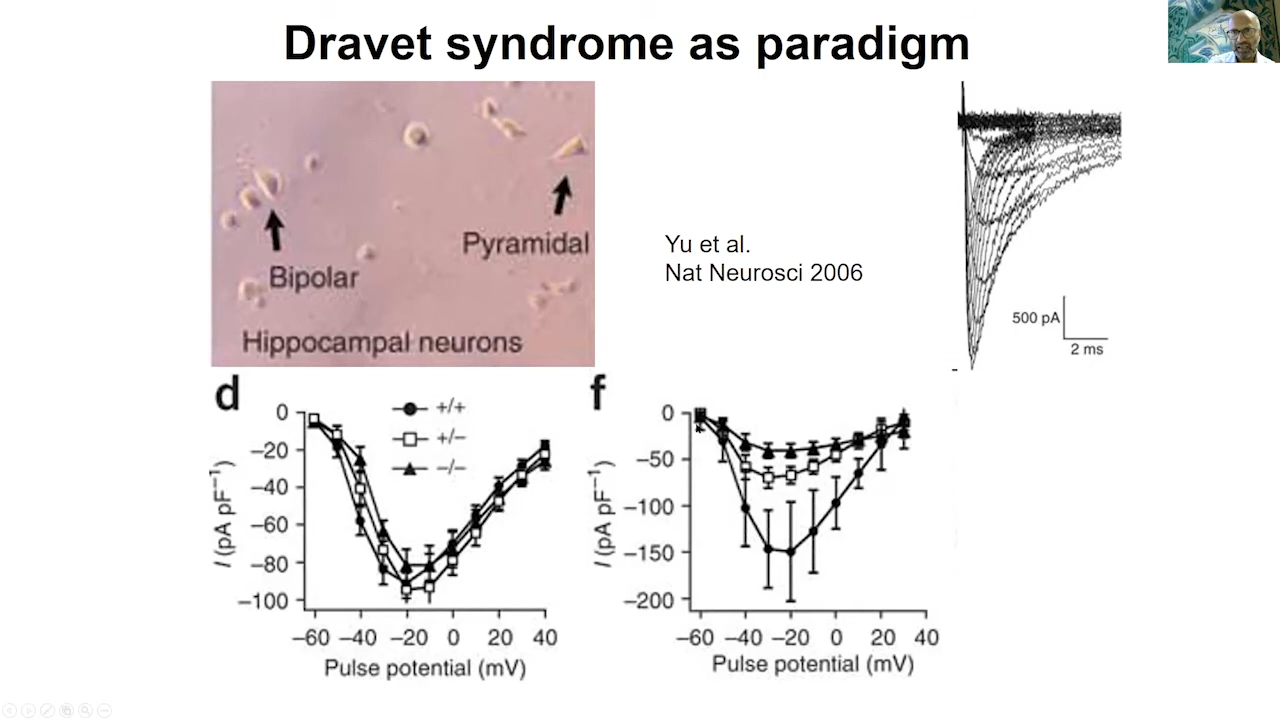 Dravet syndrome as paradigm
Bipolar
Pyramidal
Hippocampal neurons
Yu et al.
Nat Neurosci 2006
500 pA
2 ms
d
+/+
+/−
−/−
0
−20
−40
−60
−80
−100
I (pA pF⁻¹)
−60 −40 −20 0 20 40
Pulse potential (mV)
f
0
−50
−100
−150
−200
I (pA pF⁻¹)
−60 −40 −20 0 20 40
Pulse potential (mV)